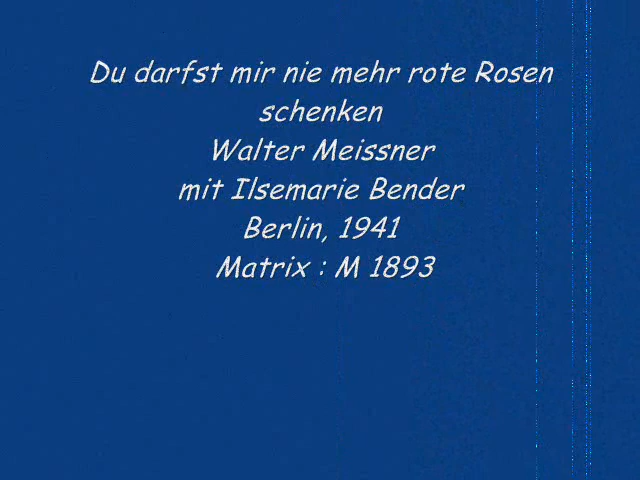 Du darfst mir nie mehr rote Rosen
schenken
Walter Meissner
mit Ilsemarie Bender
Berlin, 1941
Matrix : M 1893